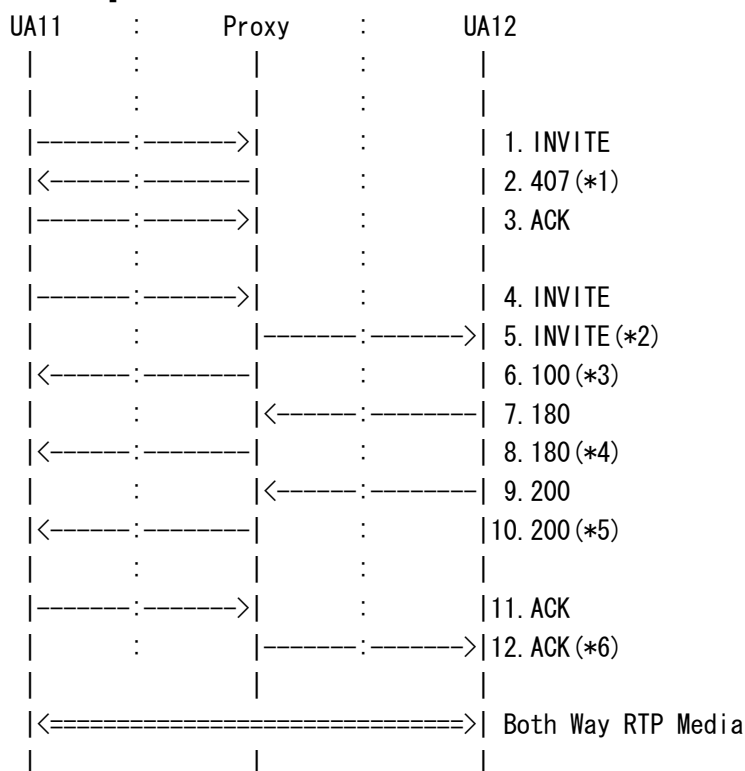 UA11 : Proxy : UA12
| : | : |
| : | : |
|------:------->| : | 1. INVITE
|<------:--------| : | 2. 407(*1)
|------:------->| : | 3. ACK
| : | : |
|------:------->| : | 4. INVITE
| : |------:------->| 5. INVITE(*2)
|<------:--------| : | 6. 100(*3)
| : |<------:--------| 7. 180
|<------:--------| : | 8. 180(*4)
| : |<------:--------| 9. 200
|<------:--------| : |10. 200(*5)
| : | : |
|------:------->| : |11. ACK
| : |------:------->|12. ACK(*6)
| | |
|<==============================>| Both Way RTP Media
| | |